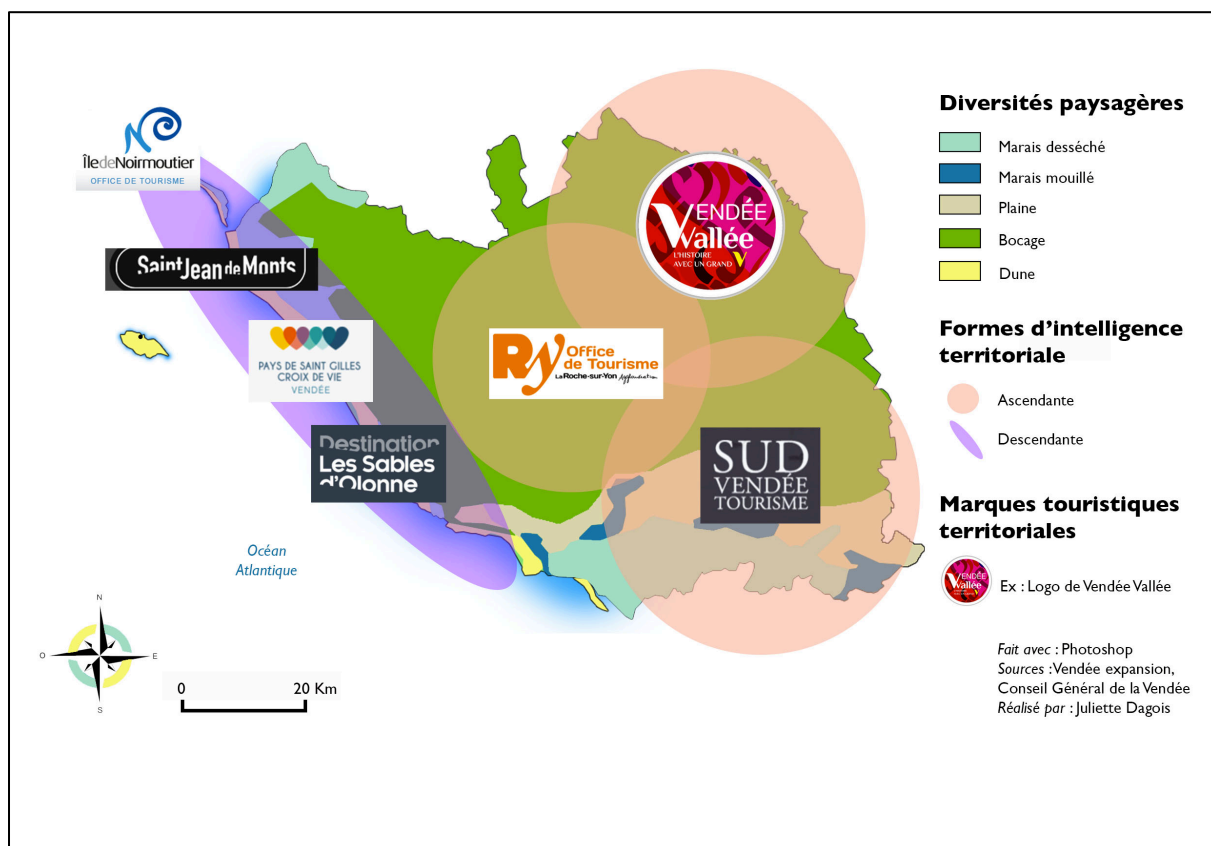 ÎledeNoirmoutier
OFFICE DE TOURISME
Saint Jean de Monts
PAYS DE SAINT GILLES
CROIX DE VIE
VENDÉE
Destination
Les Sables
d'Olonne
Ry Office
de Tourisme
La Roche-sur-Yon Agglomération
VENDÉE
Vallée
L'HISTOIRE
AVEC UN GRAND V
SUD
VENDÉE
TOURISME
Océan
Atlantique
N
O
E
S
0 20 Km
Diversités paysagères
Marais desséché
Marais mouillé
Plaine
Bocage
Dune
Formes d'intelligence
territoriale
Ascendante
Descendante
Marques touristiques
territoriales
VENDÉE
Vallée
Ex : Logo de Vendée Vallée
Fait avec : Photoshop
Sources : Vendée expansion,
Conseil Général de la Vendée
Réalisé par : Juliette Dagois